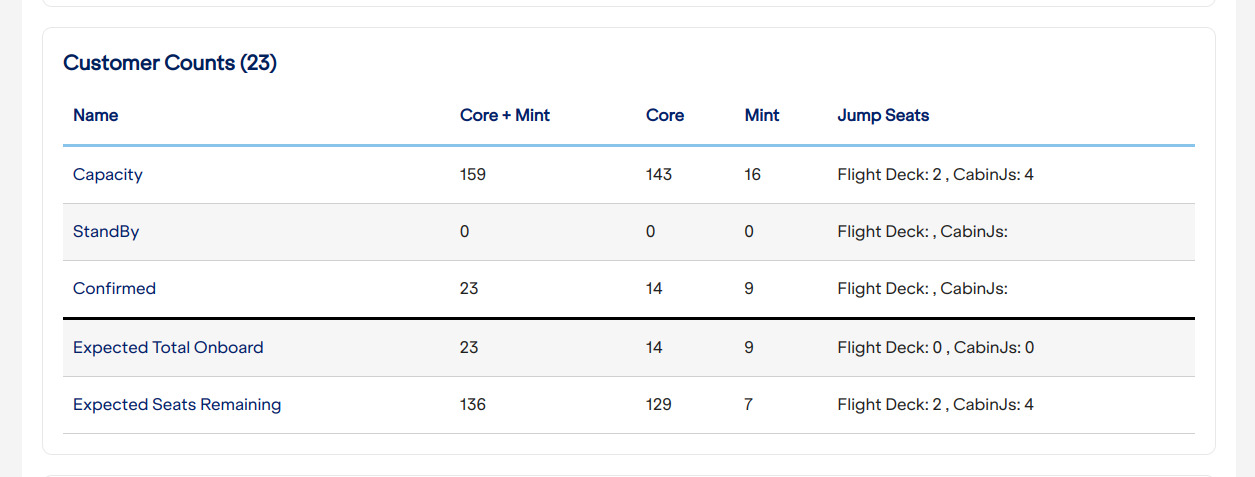 Customer Counts (23)
Name Core + Mint Core Mint Jump Seats
Capacity 159 143 16 Flight Deck: 2 , CabinJs: 4
StandBy 0 0 0 Flight Deck: , CabinJs:
Confirmed 23 14 9 Flight Deck: , CabinJs:
Expected Total Onboard 23 14 9 Flight Deck: 0 , CabinJs: 0
Expected Seats Remaining 136 129 7 Flight Deck: 2 , CabinJs: 4